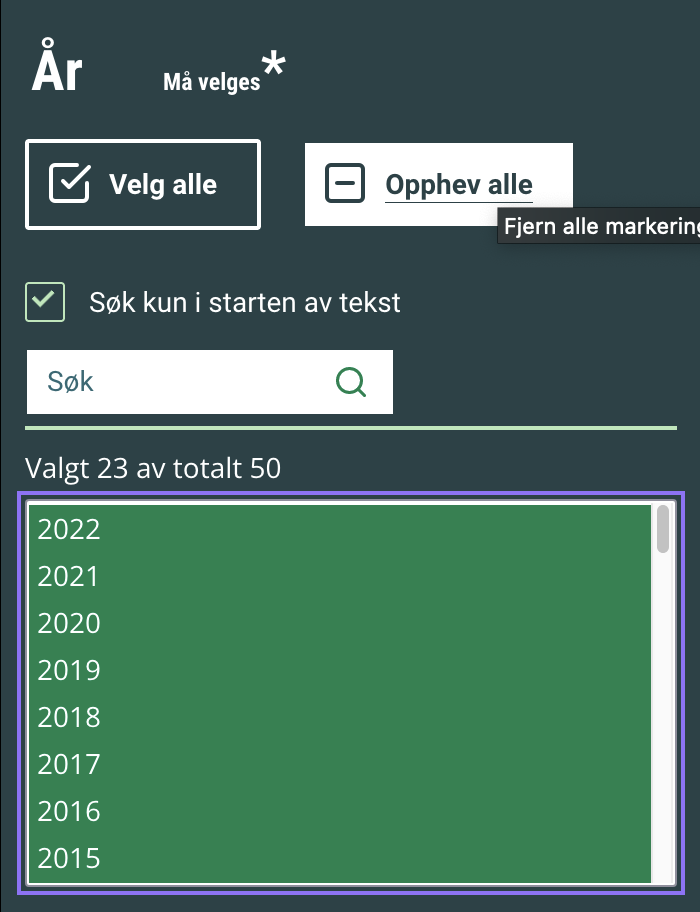 År Må velges*
Velg alle Opphev alle
Fjern alle markering
Søk kun i starten av tekst
Søk
Valgt 23 av totalt 50
2022
2021
2020
2019
2018
2017
2016
2015